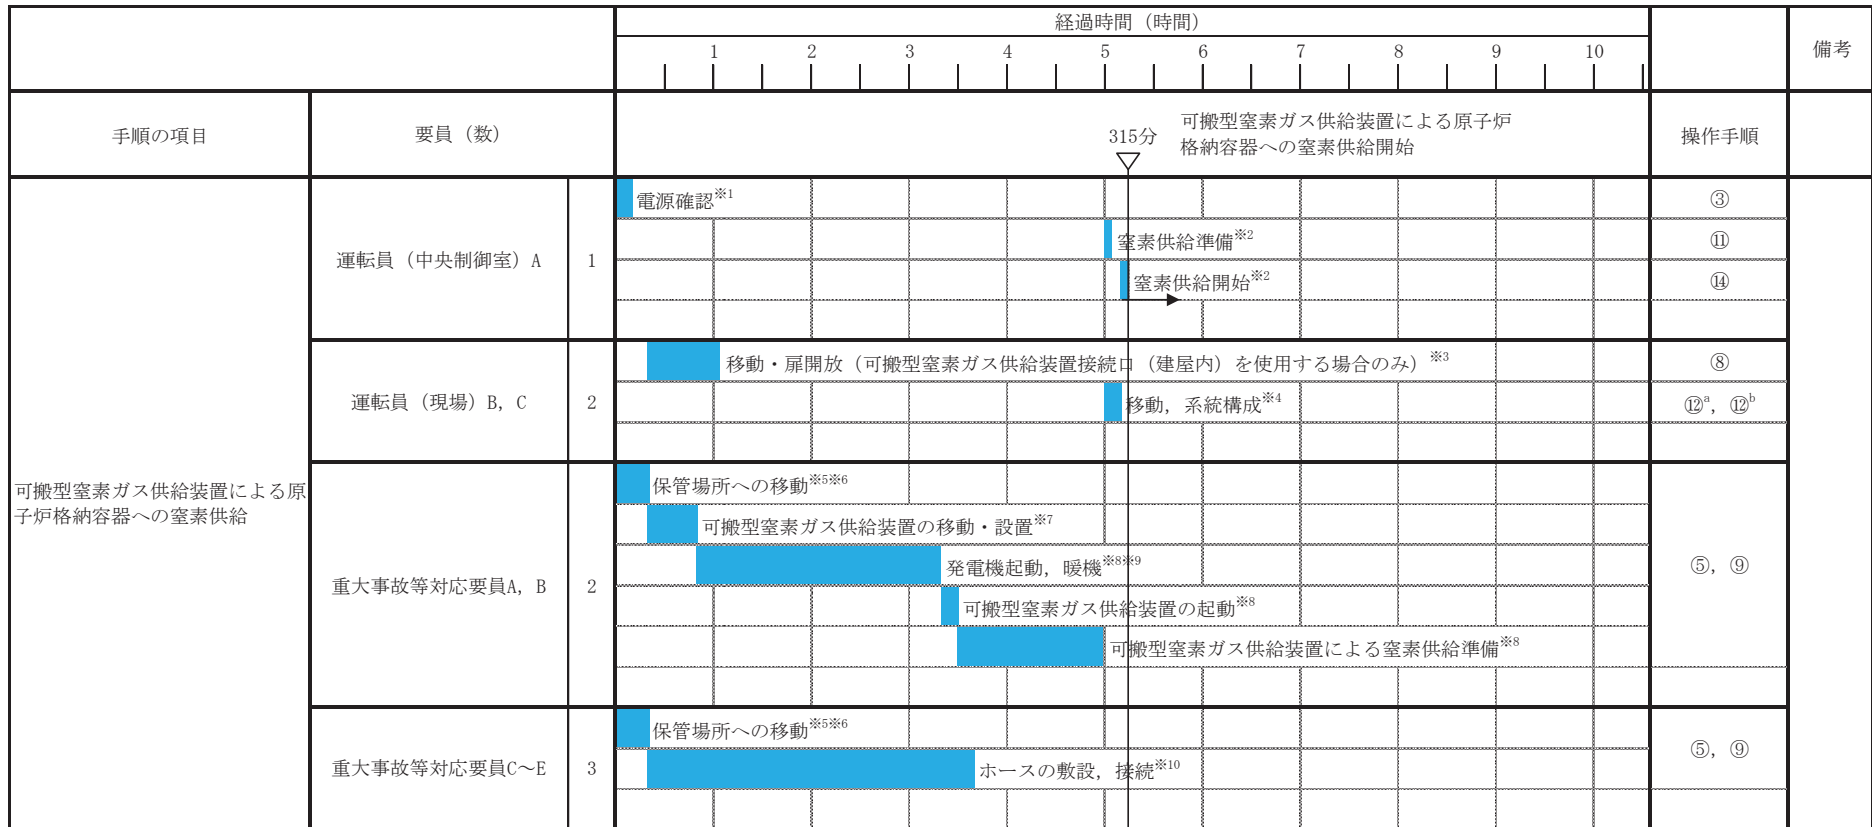 経過時間（時間）
備考
1 2 3 4 5 6 7 8 9 10
手順の項目
要員（数）
315分
可搬型窒素ガス供給装置による原子炉
格納容器への窒素供給開始
操作手順
可搬型窒素ガス供給装置による原
子炉格納容器への窒素供給
運転員（中央制御室）A
1
電源確認※1
③
窒素供給準備※2
⑪
窒素供給開始※2
⑭
運転員（現場）B，C
2
移動・扉開放（可搬型窒素ガス供給装置接続口（建屋内）を使用する場合のみ）※3
⑧
移動，系統構成※4
⑫a，⑫b
重大事故等対応要員A，B
2
保管場所への移動※5※6
可搬型窒素ガス供給装置の移動・設置※7
発電機起動，暖機※8※9
可搬型窒素ガス供給装置の起動※8
可搬型窒素ガス供給装置による窒素供給準備※8
⑤，⑨
重大事故等対応要員C～E
3
保管場所への移動※5※6
ホースの敷設，接続※10
⑤，⑨